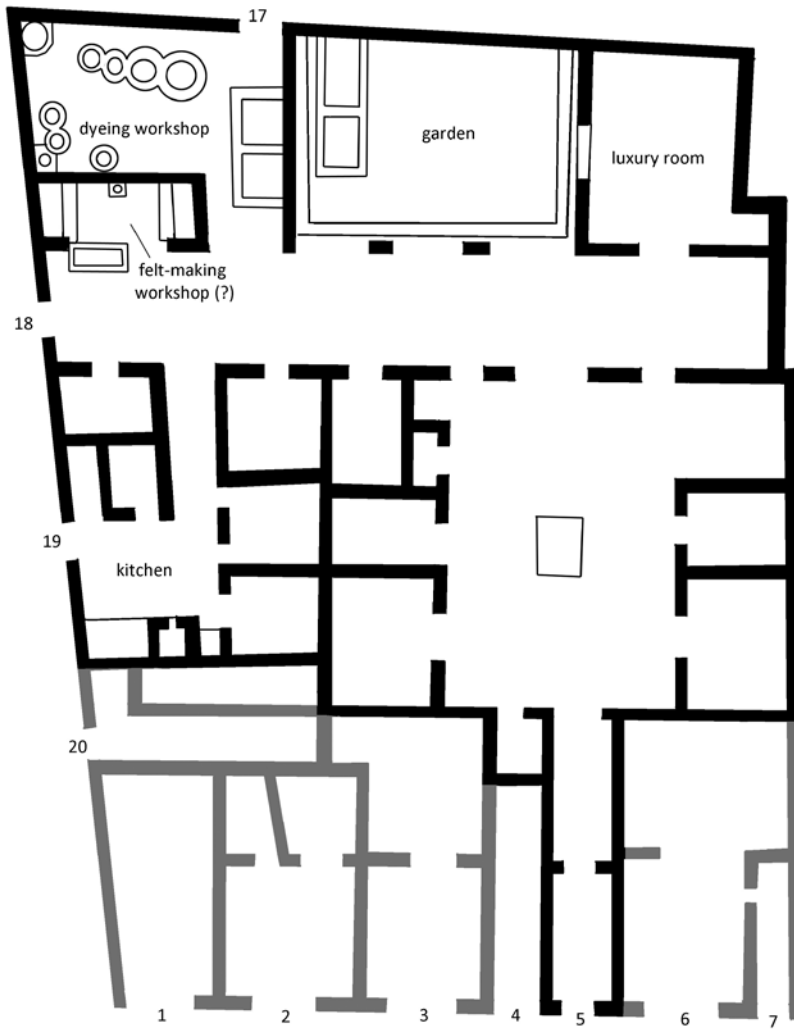 17
dyeing workshop
garden
luxury room
felt-making
workshop (?)
18
19
kitchen
20
1
2
3
4
5
6
7